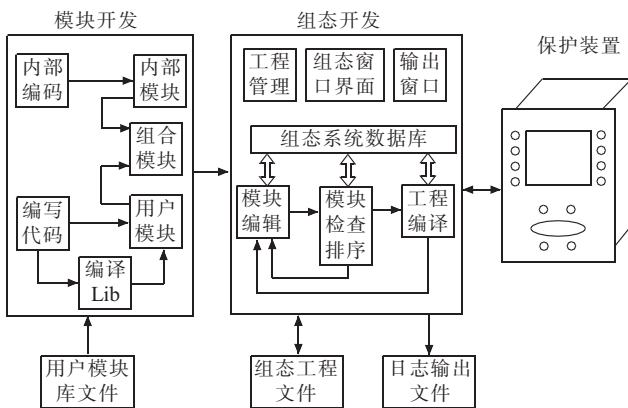 模块开发
内部
编码
内部
模块
组合
模块
编写
代码
用户
模块
编译
Lib
用户模块
库文件
组态开发
工程
管理
组态窗
口界面
输出
窗口
组态系统数据库
模块
编辑
模块
检查
排序
工程
编译
组态工程
文件
日志输出
文件
保护装置